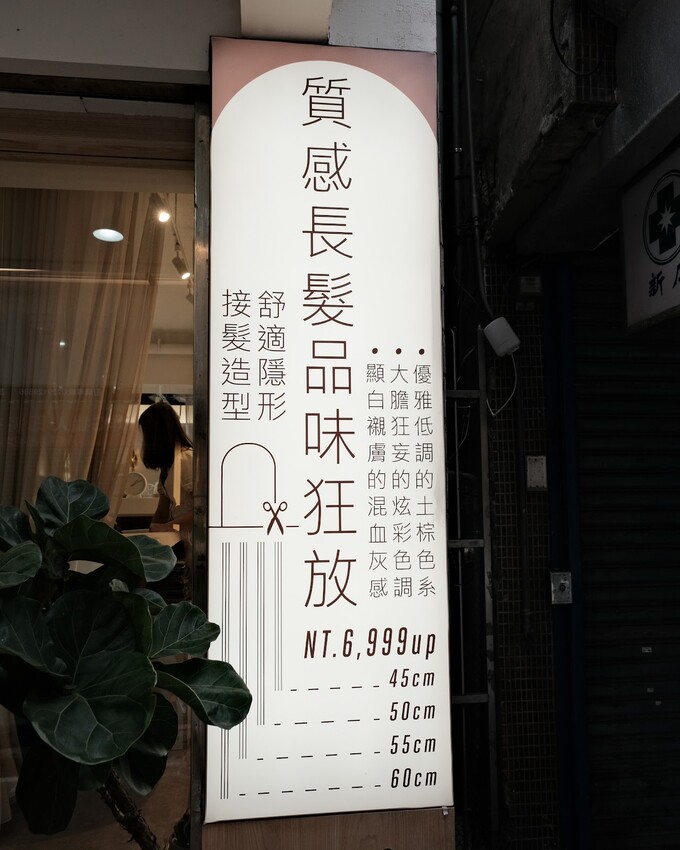 優雅低調的土棕色系
大膽狂妄的炫彩色調
顯白襯膚的混血灰感
質感長髮品味狂放
舒適隱形
接髮造型
NT.6,999up
45cm
50cm
55cm
60cm
新